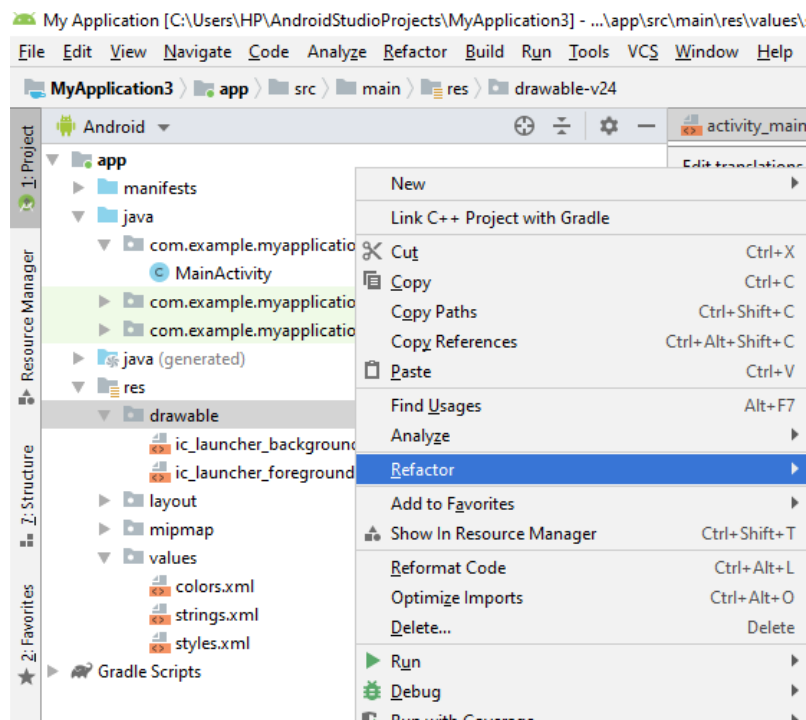 My Application [C:\Users\HP\AndroidStudioProjects\MyApplication3] - ...\app\src\main\res\values\
File Edit View Navigate Code Analyze Refactor Build Run Tools VCS Window Help
MyApplication3 app src main res drawable-v24
Android
activity_main
1: Project
Resource Manager
7: Structure
2: Favorites
app
manifests
java
com.example.myapplicatio
MainActivity
com.example.myapplicatio
com.example.myapplicatio
java (generated)
res
drawable
ic_launcher_background
ic_launcher_foreground
layout
mipmap
values
colors.xml
strings.xml
styles.xml
Gradle Scripts
Edit translations
New
Link C++ Project with Gradle
Cut Ctrl+X
Copy Ctrl+C
Copy Paths Ctrl+Shift+C
Copy References Ctrl+Alt+Shift+C
Paste Ctrl+V
Find Usages Alt+F7
Analyze
Refactor
Add to Favorites
Show In Resource Manager Ctrl+Shift+T
Reformat Code Ctrl+Alt+L
Optimize Imports Ctrl+Alt+O
Delete... Delete
Run
Debug
Run with Coverage